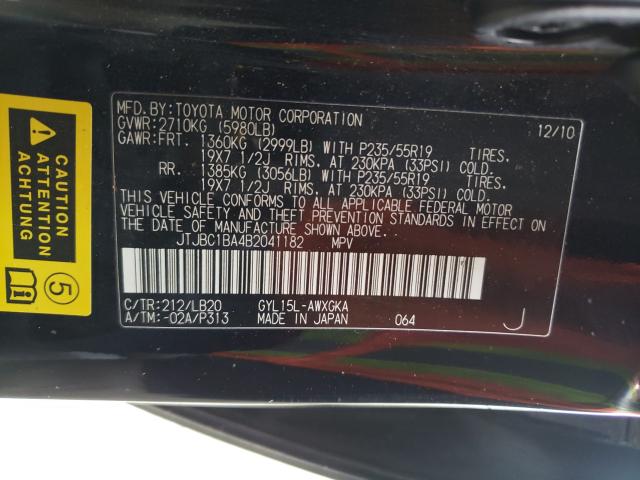 MFD.BY:TOYOTA MOTOR CORPORATION 12/10
GVWR:2710KG (5980LB)
GAWR:FRT. 1360KG (2999LB) WITH P235/55R19 TIRES.
19X7 1/2J RIMS. AT 230KPA (33PSI) COLD.
RR. 1385KG (3056LB) WITH P235/55R19 TIRES.
19X7 1/2J RIMS. AT 230KPA (33PSI) COLD.
THIS VEHICLE CONFORMS TO ALL APPLICABLE FEDERAL MOTOR
VEHICLE SAFETY AND THEFT PREVENTION STANDARDS IN EFFECT ON
THE DATE OF MANUFACTURE SHOWN ABOVE.
JTJBC1BA4B2041182 MPV
C/TR:212/LB20 GYL15L-AWXGKA
A/TM:-02A/P313 MADE IN JAPAN 064 J
ATTENTION
ATTENTION
ACHTUNG
5